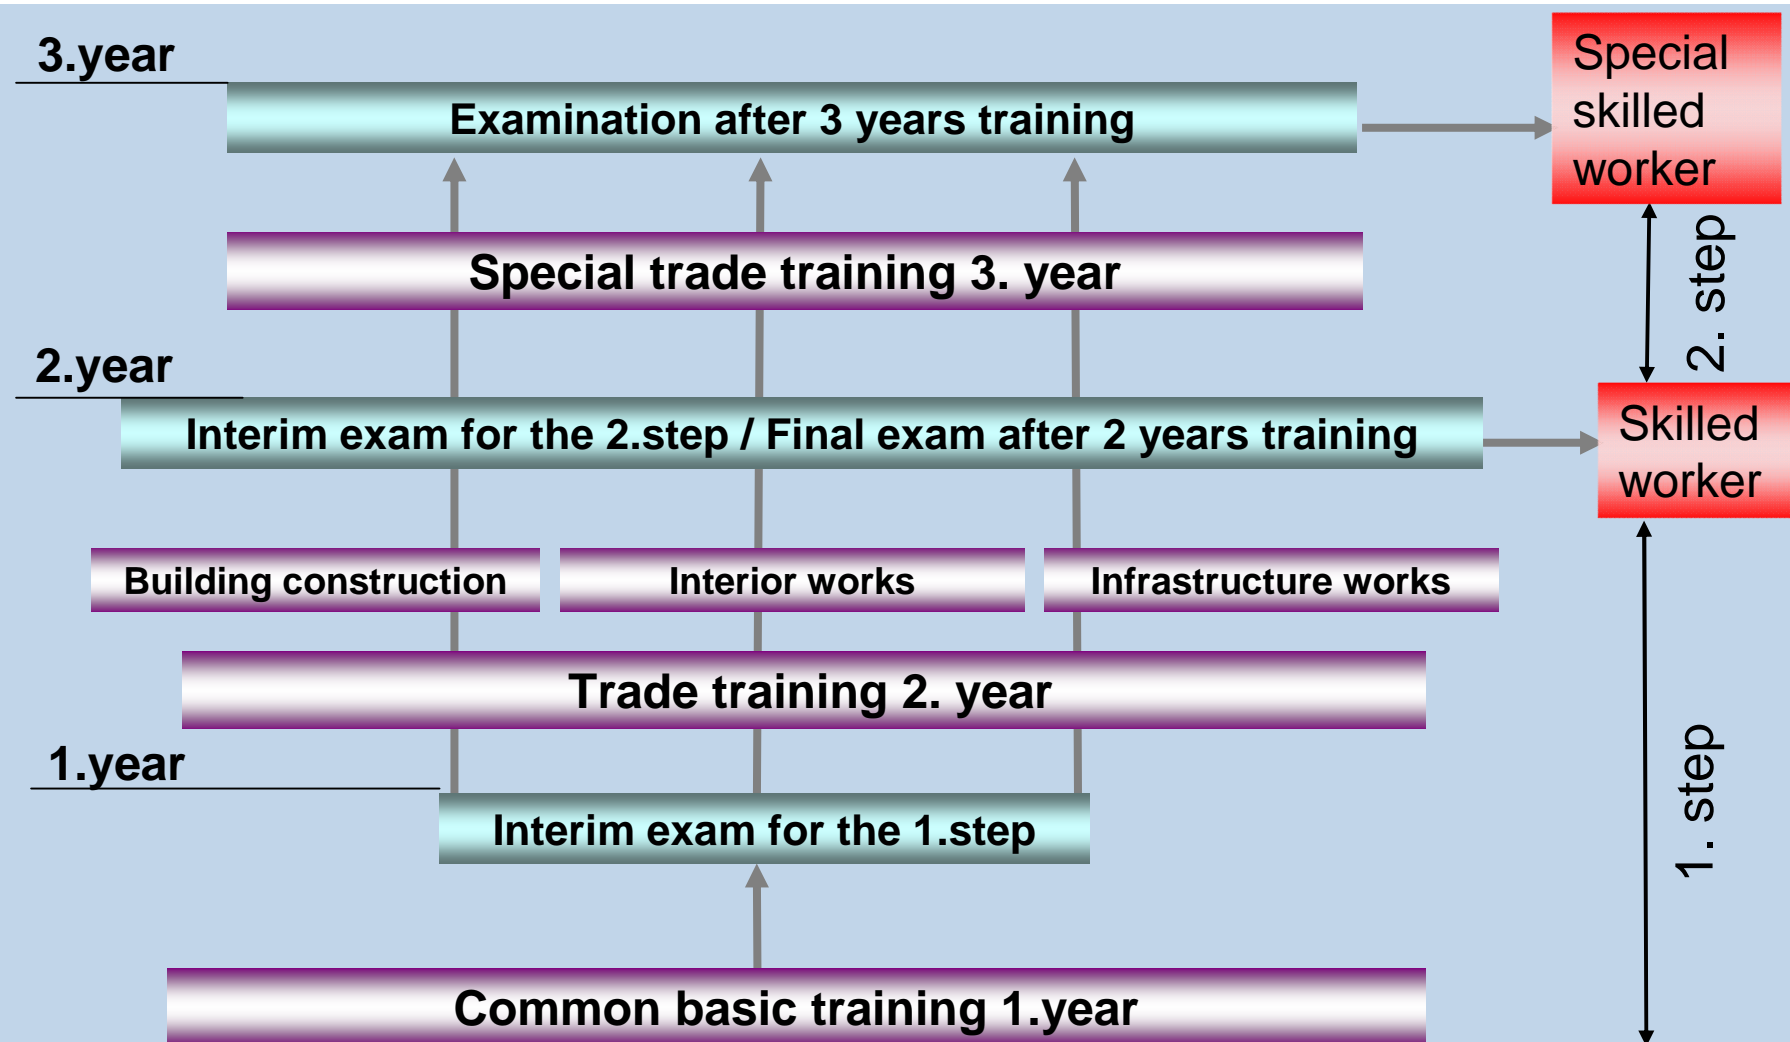 3.year
Examination after 3 years training
Special
skilled
worker
Special trade training 3. year
2. step
2.year
Interim exam for the 2.step / Final exam after 2 years training
Skilled
worker
Building construction
Interior works
Infrastructure works
Trade training 2. year
1.year
Interim exam for the 1.step
1. step
Common basic training 1.year